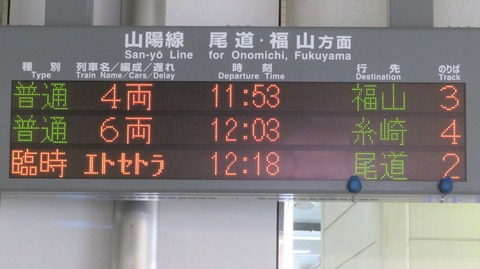 山陽線 尾道・福山方面
San-yō Line for Onomichi, Fukuyama
種別 列車名/編成/遅れ 時刻 行先 のりば
Type Train Name/Cars/Delay Departure Time Destination Track
普通 4両 11:53 福山 3
普通 6両 12:03 糸崎 4
臨時 エトセトラ 12:18 尾道 2